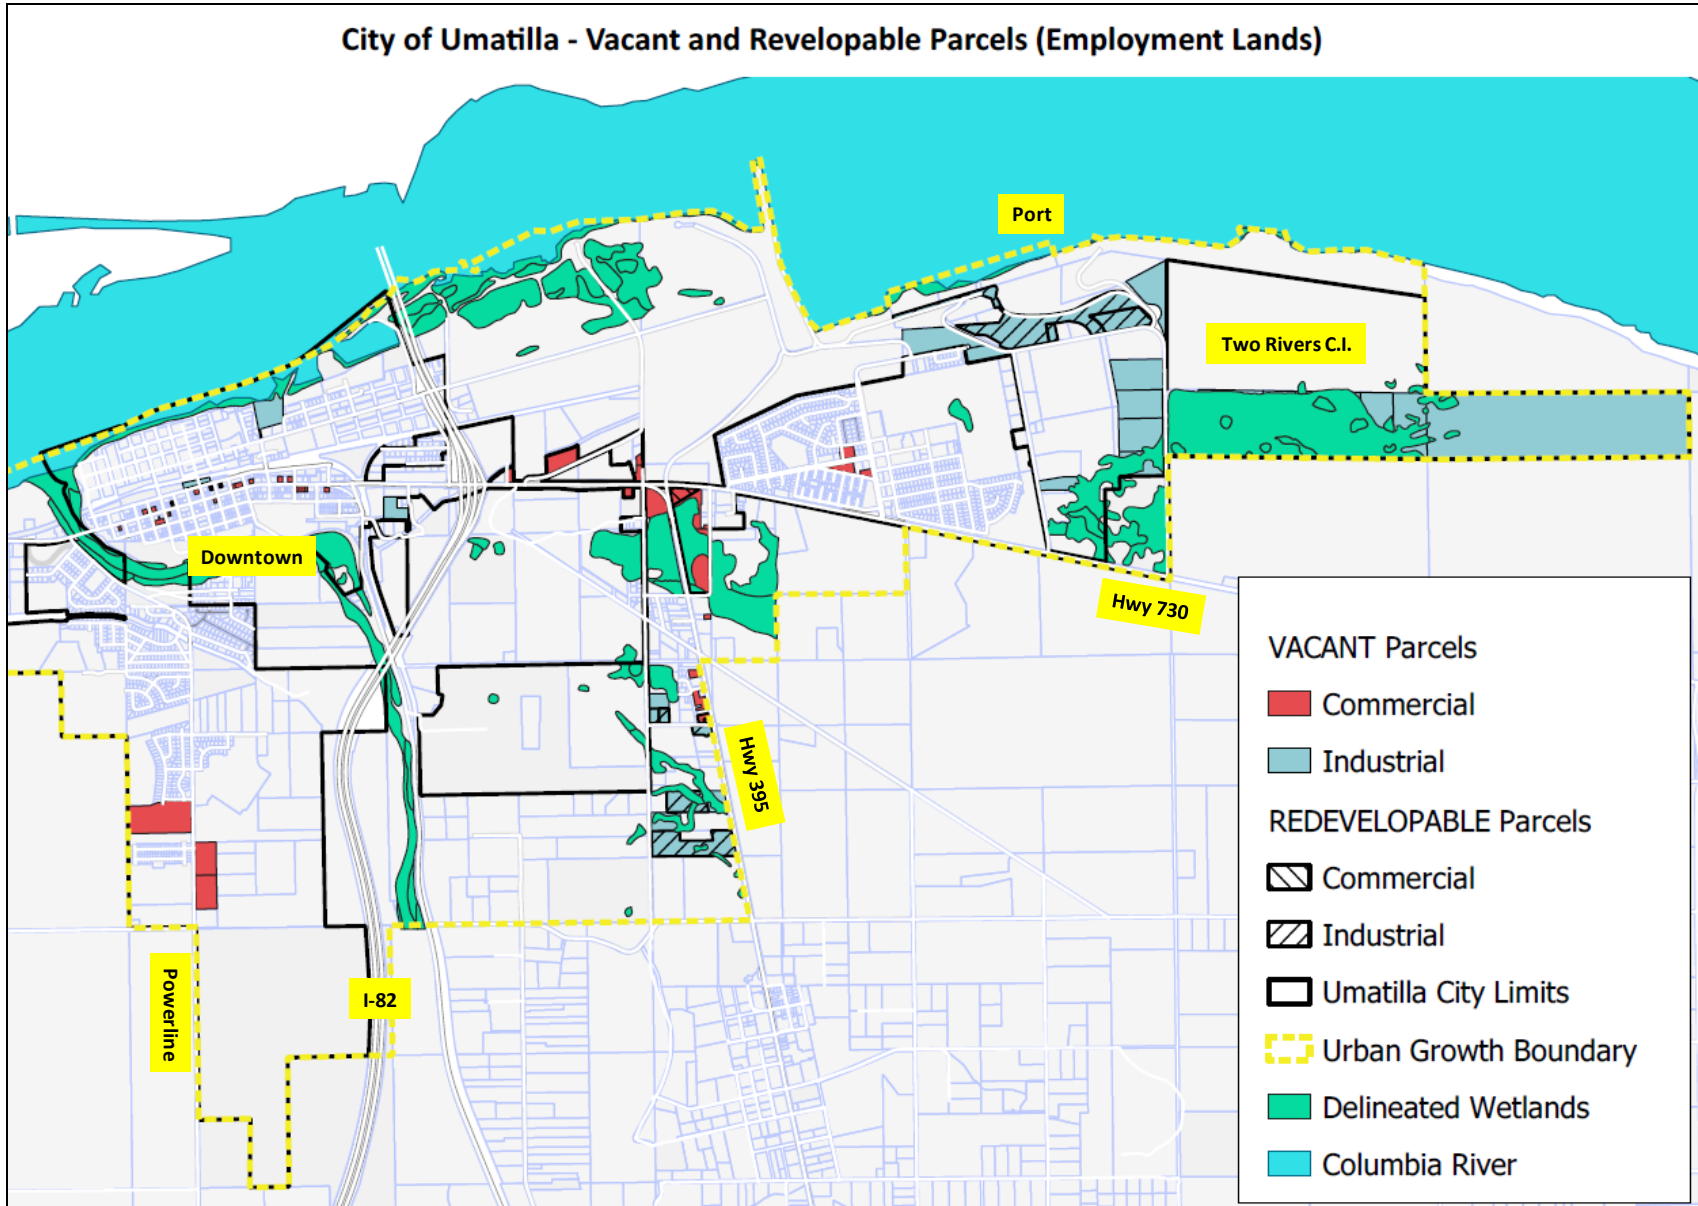 City of Umatilla - Vacant and Revelopable Parcels (Employment Lands)
Port
Two Rivers C.I.
Downtown
Hwy 730
Hwy 395
Powerline
I-82
VACANT Parcels
Commercial
Industrial
REDEVELOPABLE Parcels
Commercial
Industrial
Umatilla City Limits
Urban Growth Boundary
Delineated Wetlands
Columbia River